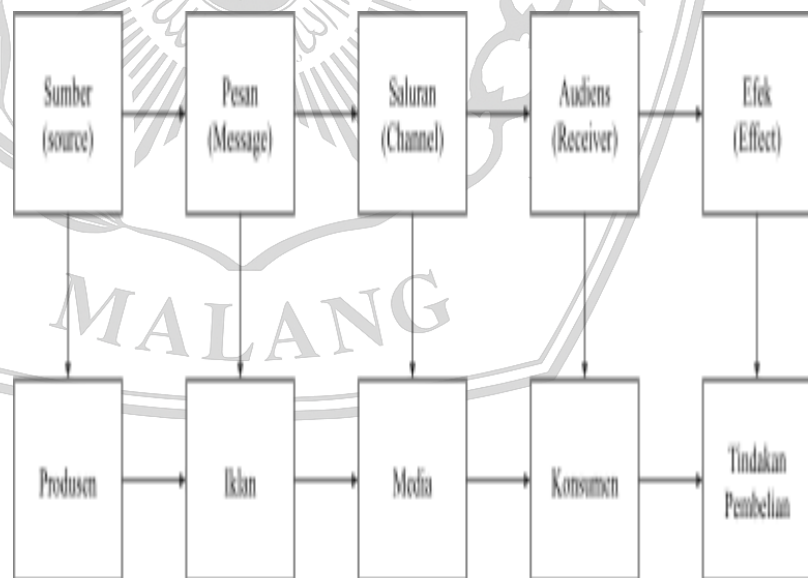 Sumber
(source)
Pesan
(Message)
Saluran
(Channel)
Audiens
(Receiver)
Efek
(Effect)
MALANG
Produsen
Iklan
Media
Konsumen
Tindakan
Pembelian